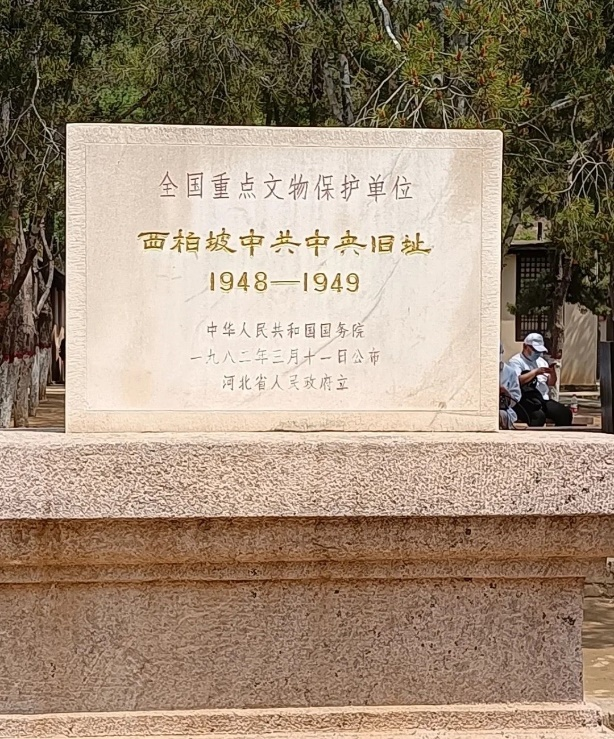 全国重点文物保护单位
西柏坡中共中央旧址
1948—1949
中华人民共和国国务院
一九八二年三月十一日公布
河北省人民政府立